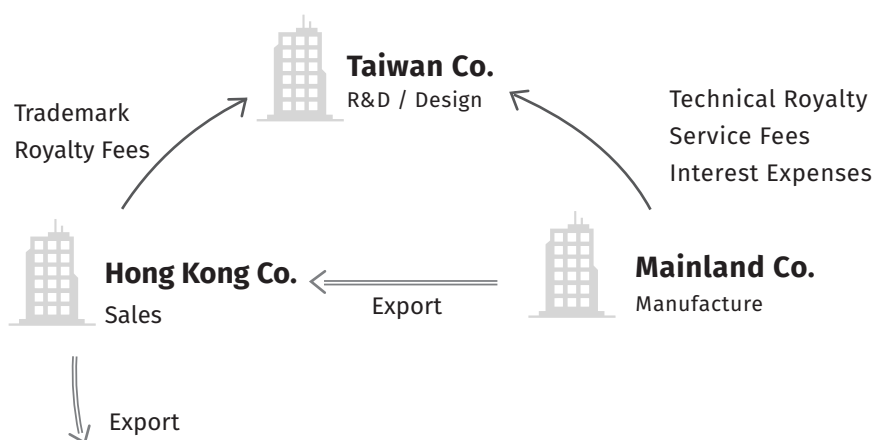 Taiwan Co.
R&D / Design
Trademark
Royalty Fees
Technical Royalty
Service Fees
Interest Expenses
Hong Kong Co.
Sales
Export
Mainland Co.
Manufacture
Export